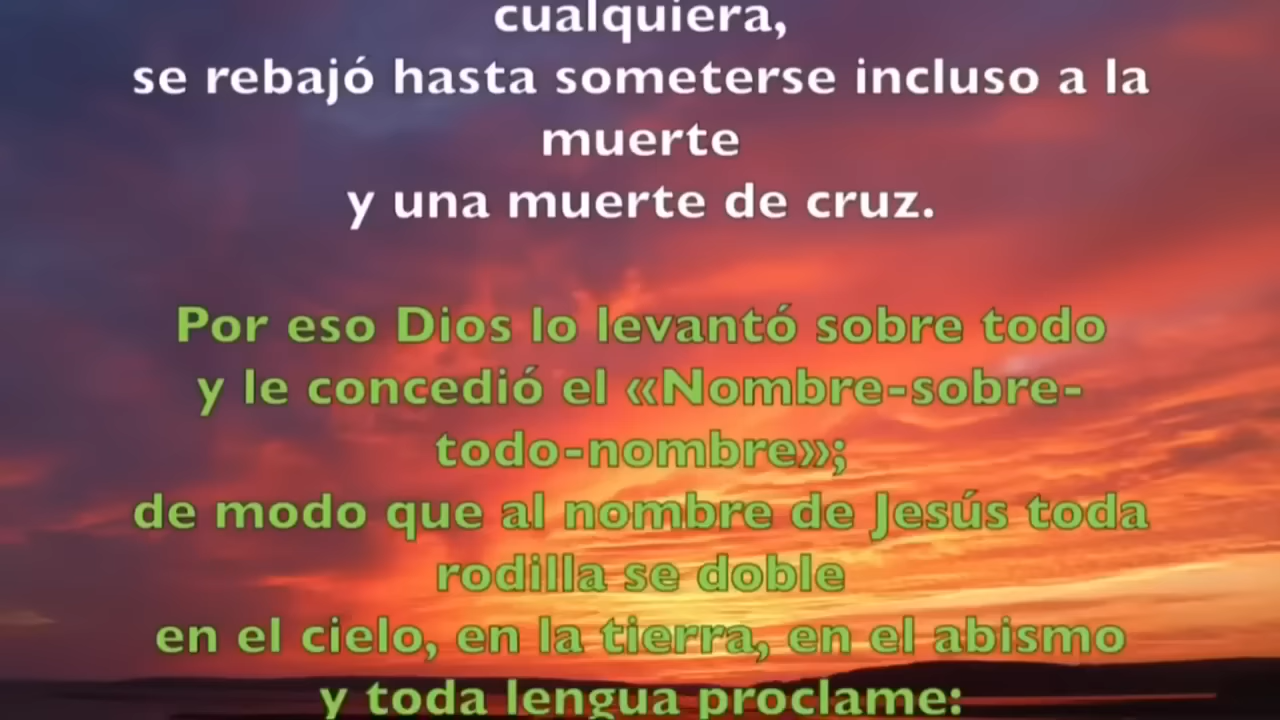 cualquiera,
se rebajó hasta someterse incluso a la
muerte
y una muerte de cruz.
Por eso Dios lo levantó sobre todo
y le concedió el «Nombre-sobre-
todo-nombre»;
de modo que al nombre de Jesús toda
rodilla se doble
en el cielo, en la tierra, en el abismo
y toda lengua proclame: